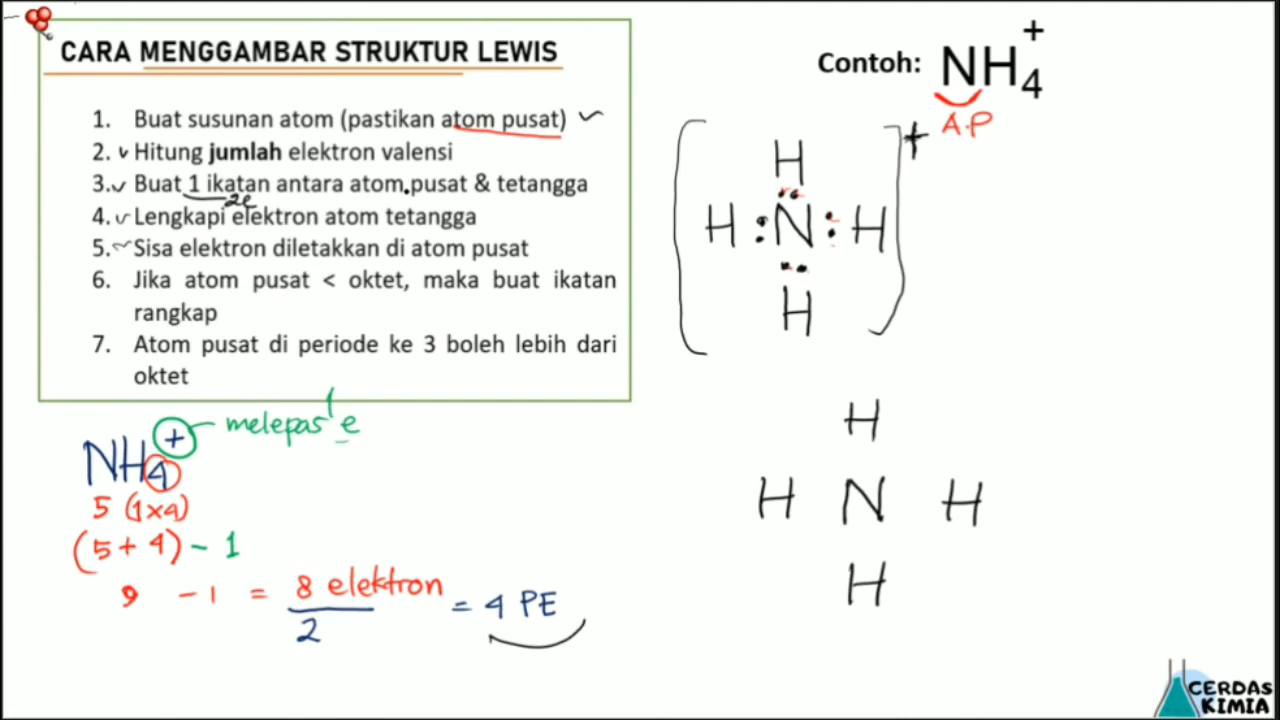 CARA MENGGAMBAR STRUKTUR LEWIS
1. Buat susunan atom (pastikan atom pusat)
2. Hitung jumlah elektron valensi
3. Buat 1 ikatan antara atom pusat & tetangga
2e
4. Lengkapi elektron atom tetangga
5. Sisa elektron diletakkan di atom pusat
6. Jika atom pusat < oktet, maka buat ikatan
rangkap
7. Atom pusat di periode ke 3 boleh lebih dari
oktet
Contoh: NH4+
A.P
[ H +
H : N : H
H ]
NH4+ melepas 1 e
5 (1x4)
(5 + 4) - 1
9 - 1 = 8 elektron = 4 PE
2
H
H N H
H
CERDAS
KIMIA